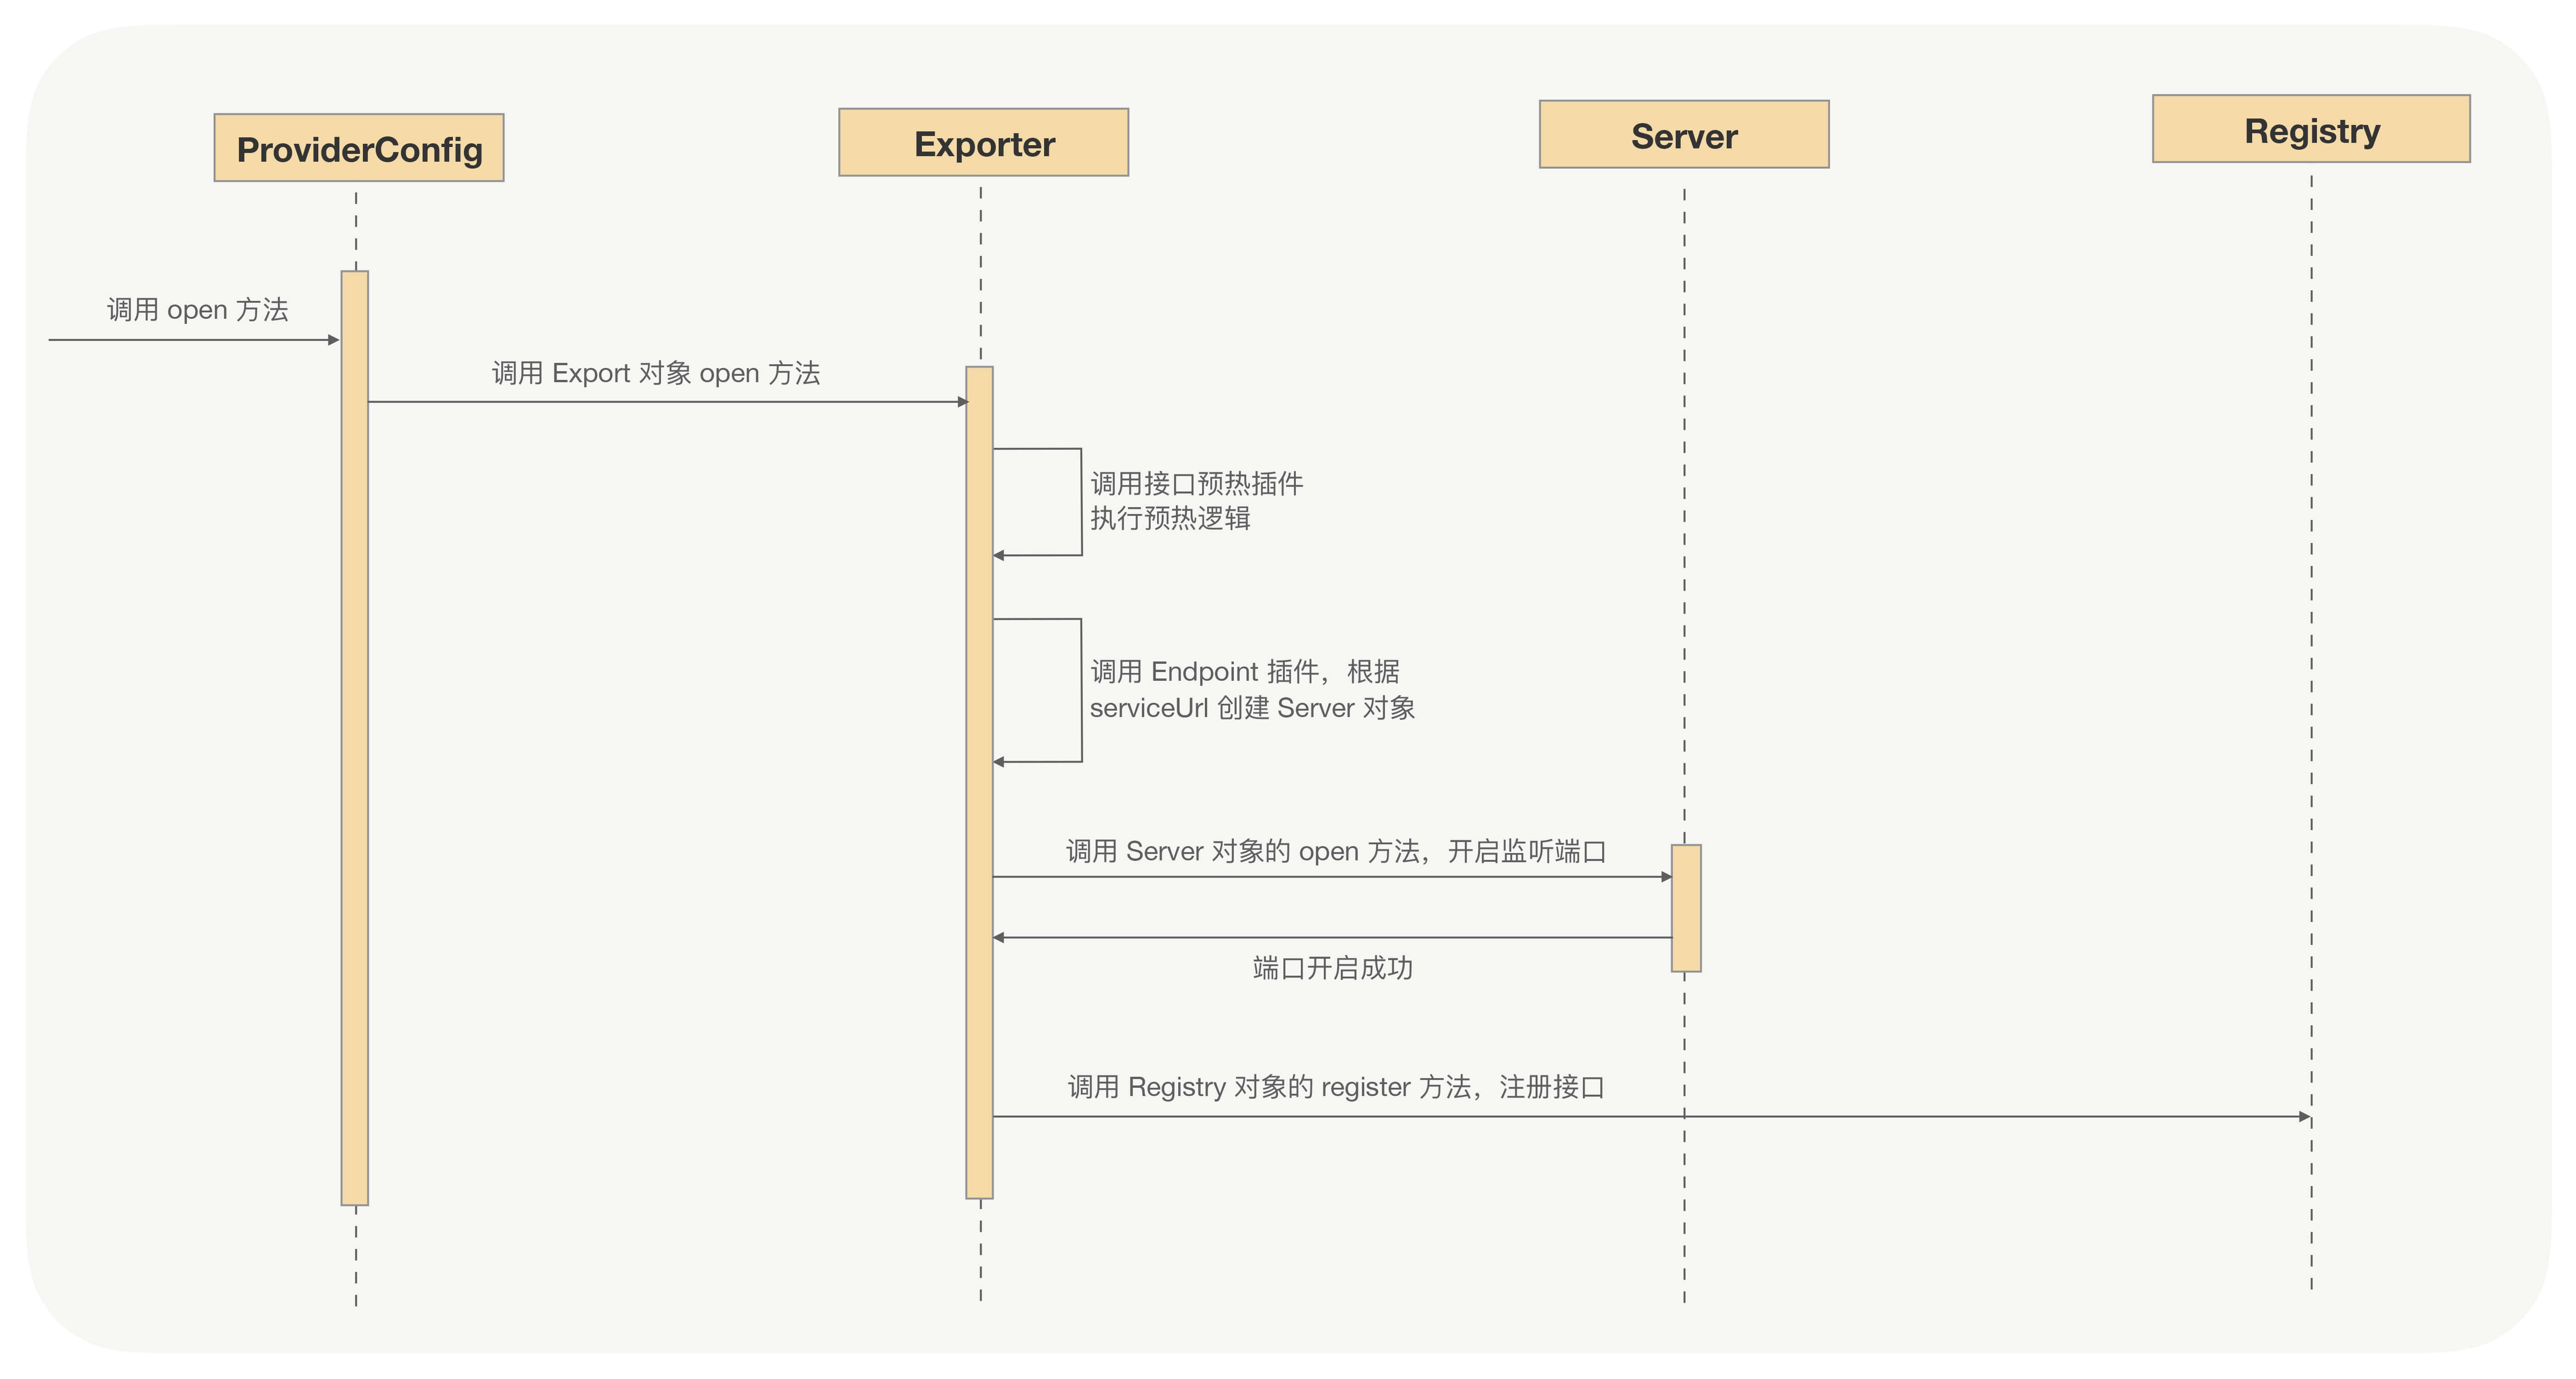 ProviderConfig
Exporter
Server
Registry
调用 open 方法
调用 Export 对象 open 方法
调用接口预热插件
执行预热逻辑
调用 Endpoint 插件，根据
serviceUrl 创建 Server 对象
调用 Server 对象的 open 方法，开启监听端口
端口开启成功
调用 Registry 对象的 register 方法，注册接口